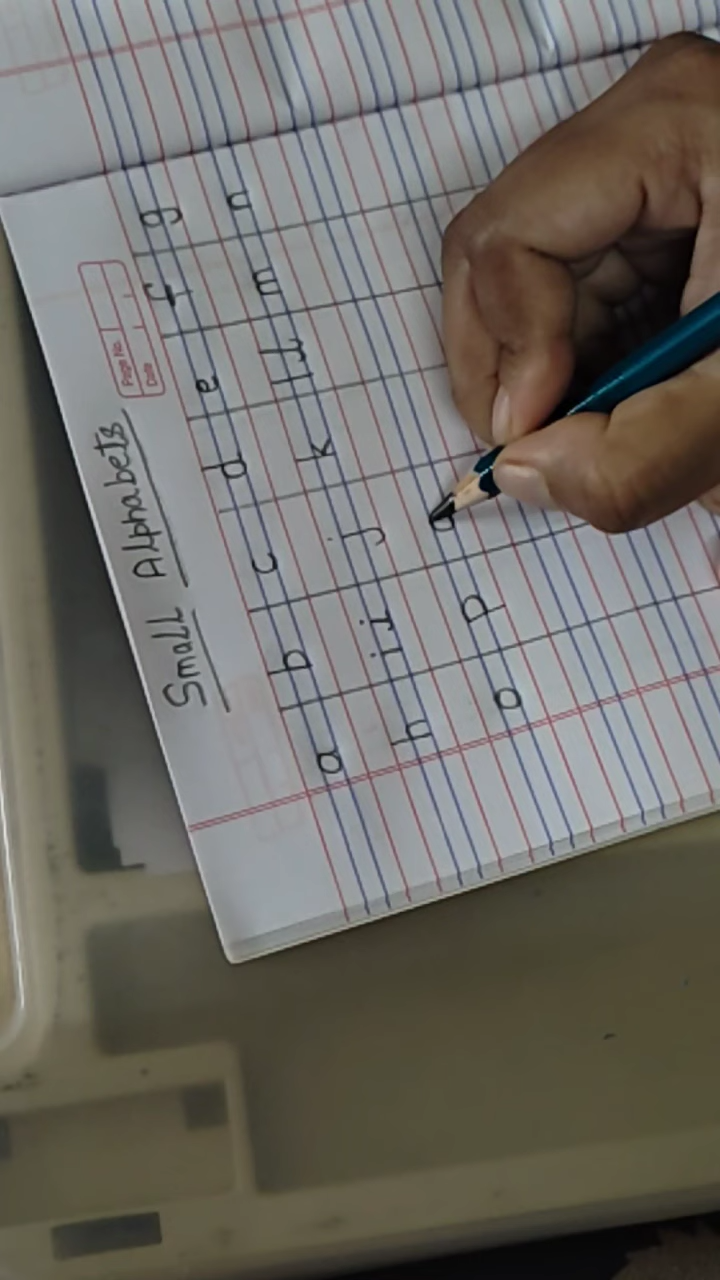 Page No.
Date
Small Alphabets
a b c d e f g
h i i j k l l m n
o p